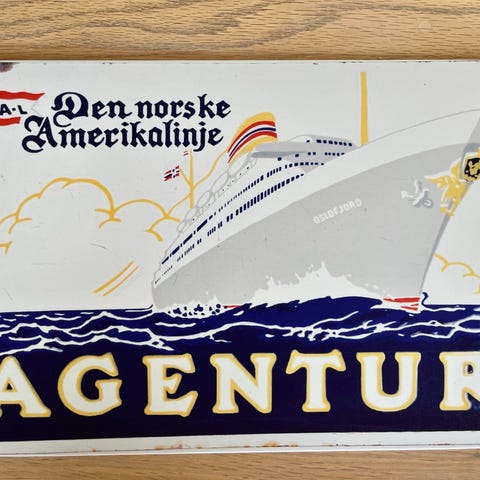 A-L
Den norske
Amerikalinje
OSLOFJORD
AGENTUR